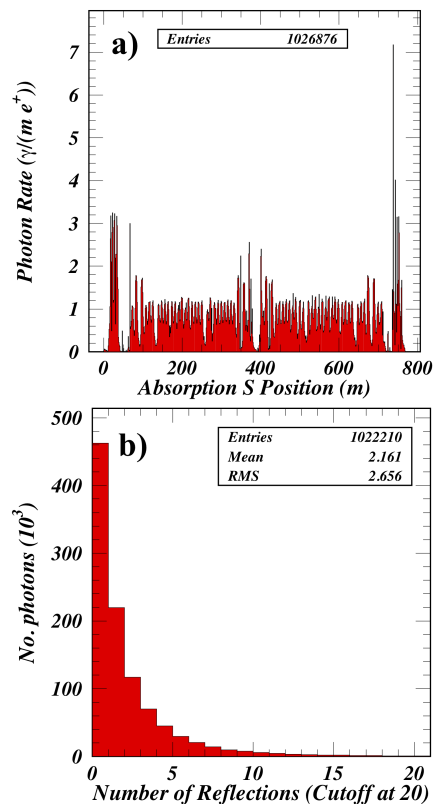 a)
Entries 1026876
Photon Rate (γ/(m e⁺))
7
6
5
4
3
2
1
0
0 200 400 600 800
Absorption S Position (m)
b)
Entries 1022210
Mean 2.161
RMS 2.656
No. photons (10³)
500
400
300
200
100
0
0 5 10 15 20
Number of Reflections (Cutoff at 20)